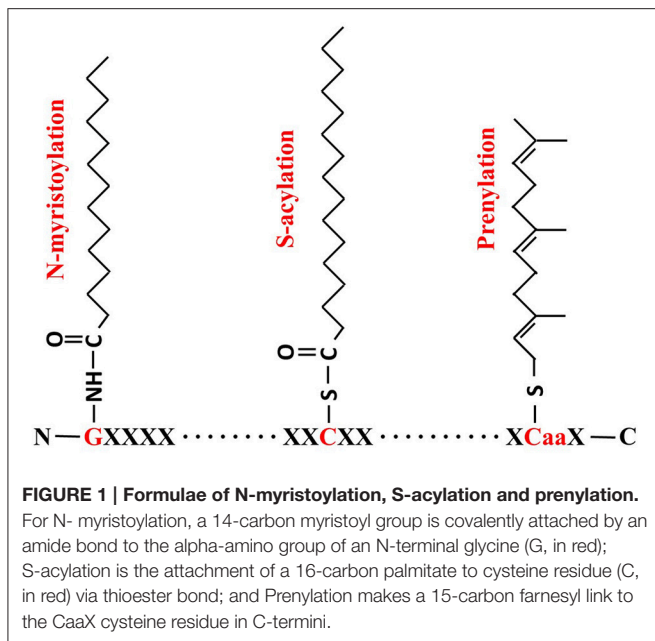 N-myristoylation
S-acylation
Prenylation
O=C
NH
O=C
S
S
N—GXXXX········XXCXX·········XCaaX—C
FIGURE 1 | Formulae of N-myristoylation, S-acylation and prenylation.
For N- myristoylation, a 14-carbon myristoyl group is covalently attached by an
amide bond to the alpha-amino group of an N-terminal glycine (G, in red);
S-acylation is the attachment of a 16-carbon palmitate to cysteine residue (C,
in red) via thioester bond; and Prenylation makes a 15-carbon farnesyl link to
the CaaX cysteine residue in C-termini.